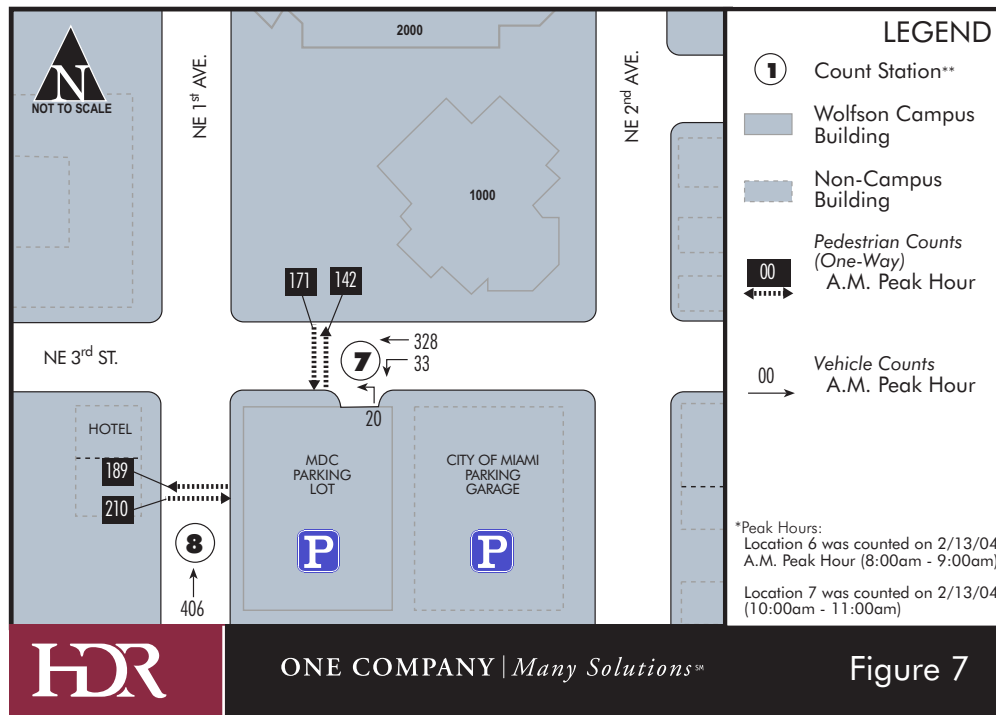 N
NOT TO SCALE
NE 1st AVE.
2000
NE 2nd AVE.
1000
171
142
NE 3rd ST.
7
328
33
20
HOTEL
189
210
MDC
PARKING
LOT
P
CITY OF MIAMI
PARKING
GARAGE
P
8
406
LEGEND
1 Count Station**
Wolfson Campus
Building
Non-Campus
Building
Pedestrian Counts
(One-Way)
00 A.M. Peak Hour
Vehicle Counts
00 A.M. Peak Hour
*Peak Hours:
Location 6 was counted on 2/13/04
A.M. Peak Hour (8:00am - 9:00am)
Location 7 was counted on 2/13/04
(10:00am - 11:00am)
HDR
ONE COMPANY | Many Solutions℠
Figure 7